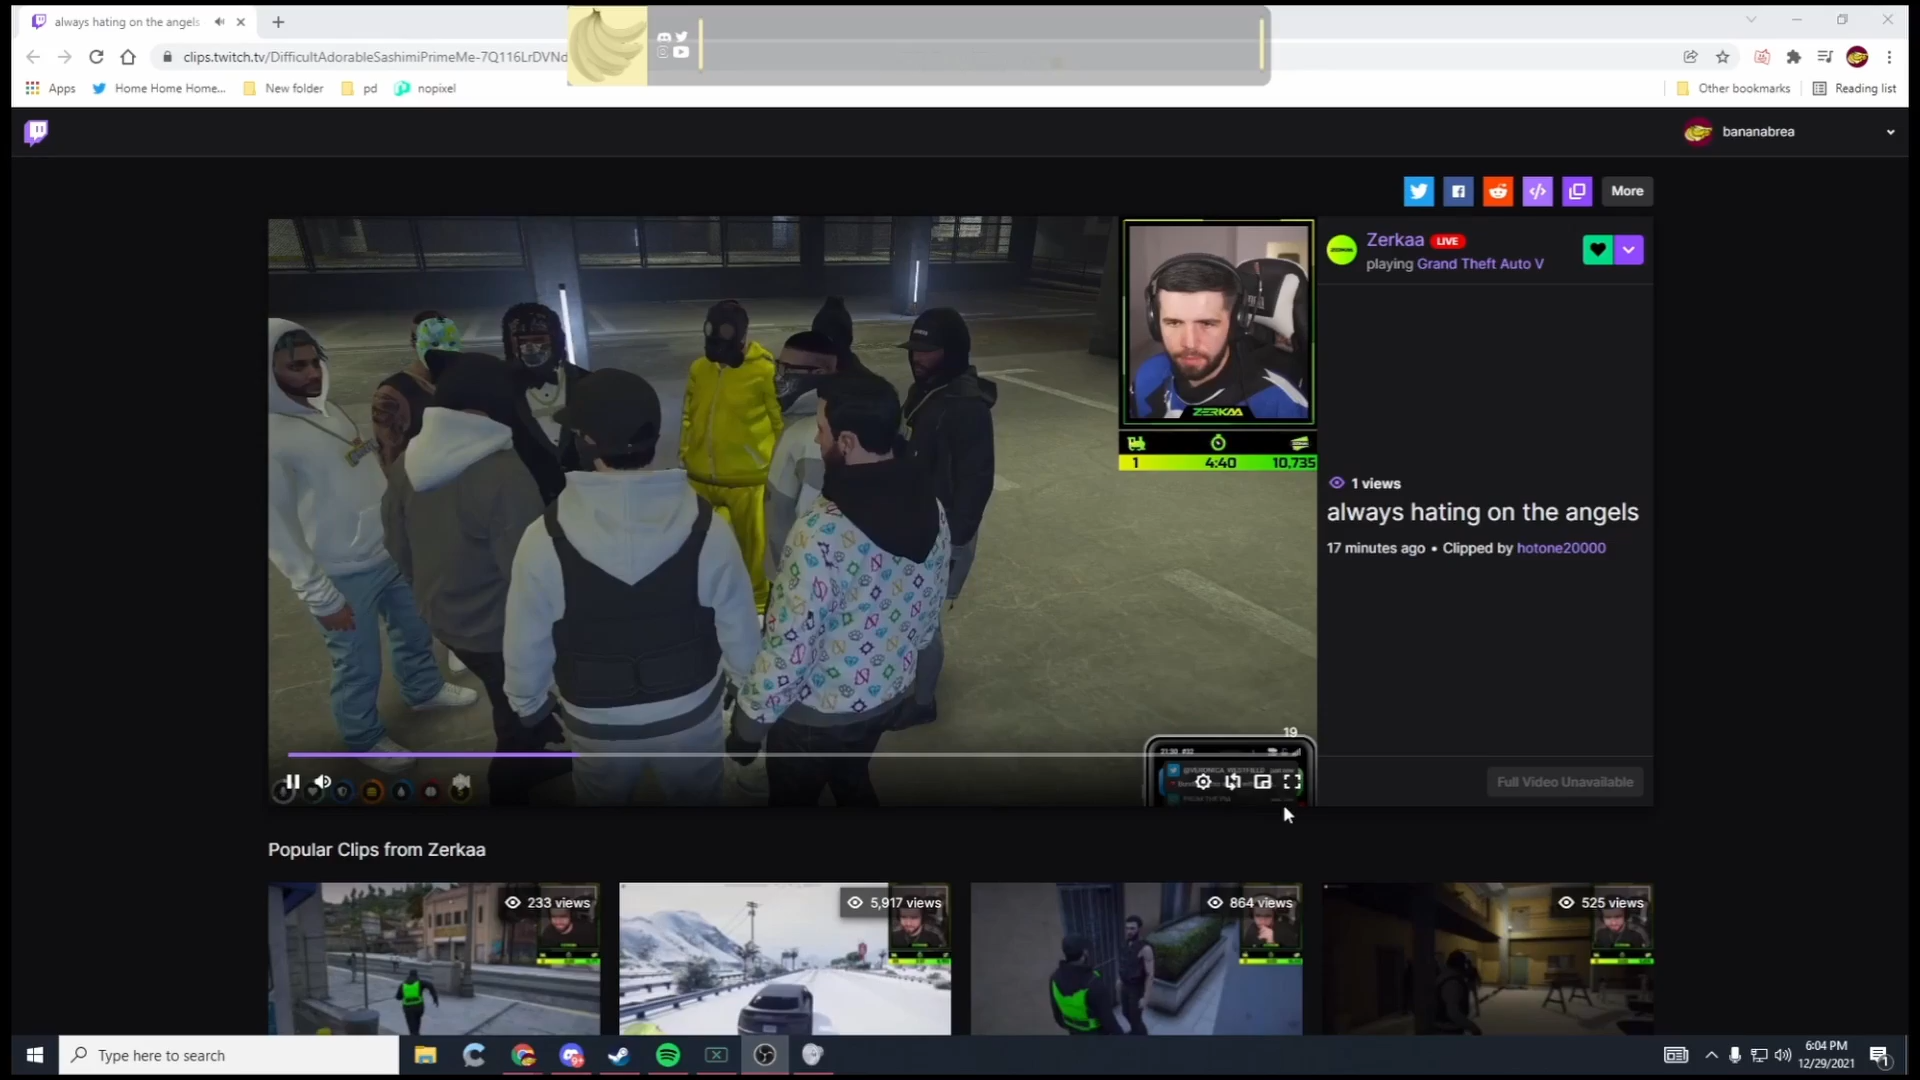 always hating on the angels
clips.twitch.tv/DifficultAdorableSashimiPrimeMe-7Q116LrDVNd
Apps
Home Home Home...
New folder
pd
nopixel
Other bookmarks
Reading list
bananabrea
More
Zerkaa LIVE
playing Grand Theft Auto V
ZERKAA
1 4:40 10,735
1 views
always hating on the angels
17 minutes ago • Clipped by hotone20000
19
Full Video Unavailable
Popular Clips from Zerkaa
233 views
5,917 views
864 views
525 views
Type here to search
6:04 PM
12/29/2021